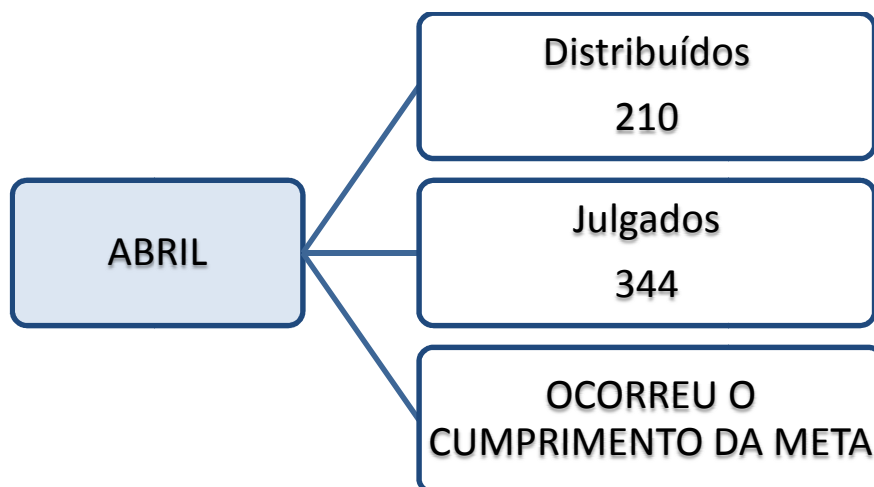 Distribuídos
210
ABRIL
Julgados
344
OCORREU O
CUMPRIMENTO DA META